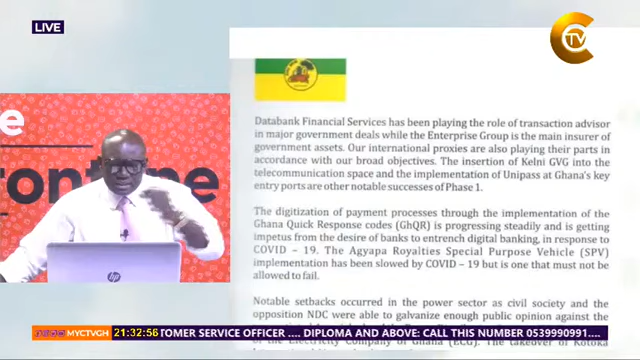 LIVE
C
TV
e
rontline
Databank Financial Services has been playing the role of transaction advisor
in major government deals while the Enterprise Group is the main insurer of
government assets. Our international proxies are also playing their parts in
accordance with our broad objectives. The insertion of Kelni GVG into the
telecommunication space and the implementation of Unipass at Ghana's key
entry ports are other notable successes of Phase 1.
The digitization of payment processes through the implementation of the
Ghana Quick Response codes (GhQR) is progressing steadily and is getting
impetus from the desire of banks to entrench digital banking, in response to
COVID – 19. The Agyapa Royalties Special Purpose Vehicle (SPV)
implementation has been slowed by COVID – 19 but is one that must not be
allowed to fail.
Notable setbacks occurred in the power sector as civil society and the
opposition NDC were able to galvanize enough public opinion against the
of the Electricity Company of Ghana (ECG). The takeover of Kotoka
hp
MYCTVGH 21:32:56 TOMER SERVICE OFFICER .... DIPLOMA AND ABOVE: CALL THIS NUMBER 0539990991....